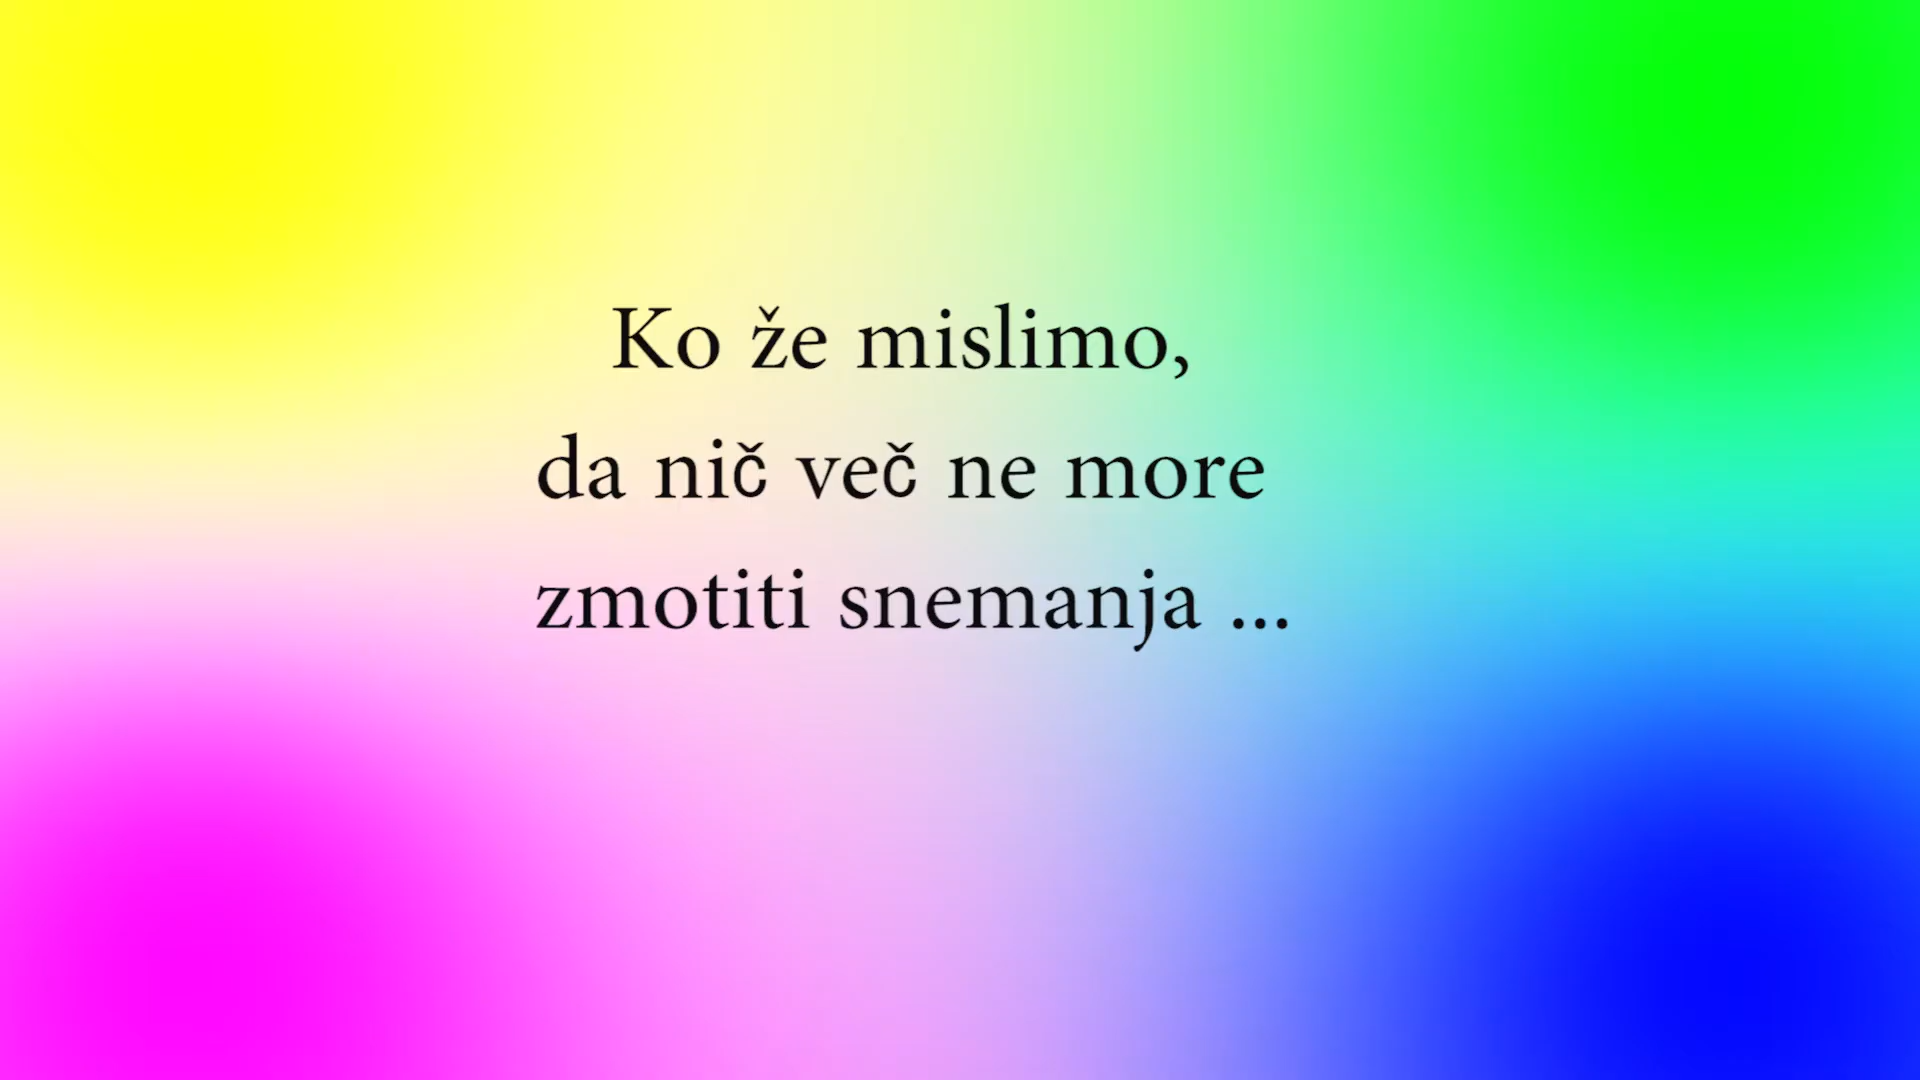 Ko že mislimo,
da nič več ne more
zmotiti snemanja ...